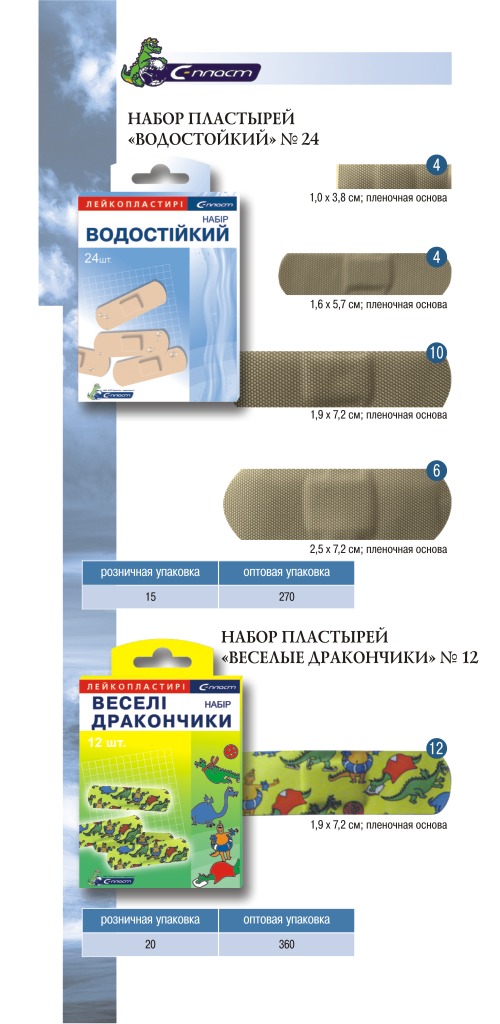 С-пласт
НАБОР ПЛАСТЫРЕЙ
«ВОДОСТОЙКИЙ» № 24
4
1,0 х 3,8 см; пленочная основа
ЛЕЙКОПЛАСТИРІ С-пласт
НАБІР
ВОДОСТІЙКИЙ
24шт.
С-пласт
4
1,6 х 5,7 см; пленочная основа
10
1,9 х 7,2 см; пленочная основа
6
2,5 х 7,2 см; пленочная основа
розничная упаковка оптовая упаковка
15 270
НАБОР ПЛАСТЫРЕЙ
«ВЕСЕЛЫЕ ДРАКОНЧИКИ» № 12
ЛЕЙКОПЛАСТИРІ С-пласт
ВЕСЕЛІ НАБІР
ДРАКОНЧИКИ
12 шт.
С-пласт
12
1,9 х 7,2 см; пленочная основа
розничная упаковка оптовая упаковка
20 360